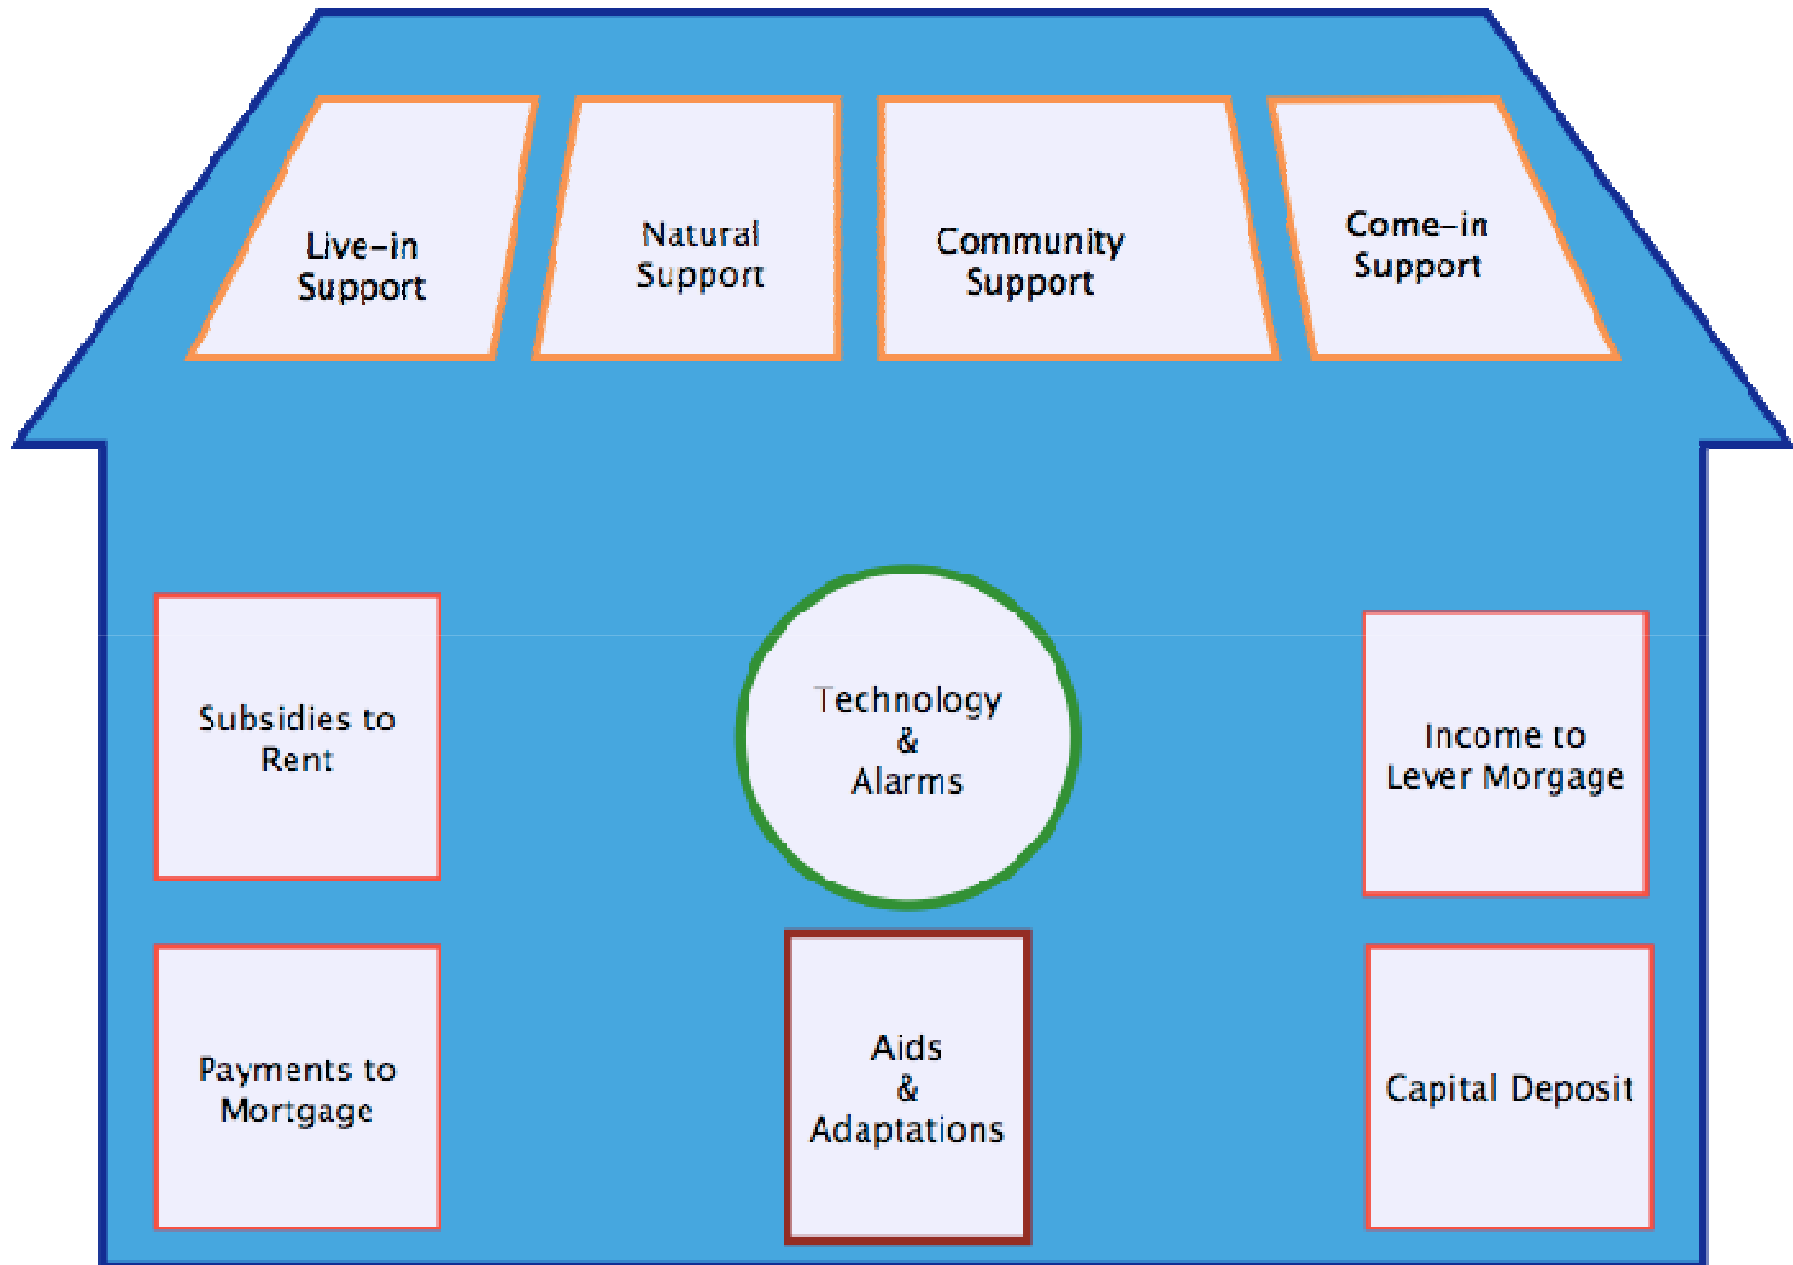 Live-in
Support
Natural
Support
Community
Support
Come-in
Support
Subsidies to
Rent
Technology
&
Alarms
Income to
Lever Morgage
Payments to
Mortgage
Aids
&
Adaptations
Capital Deposit